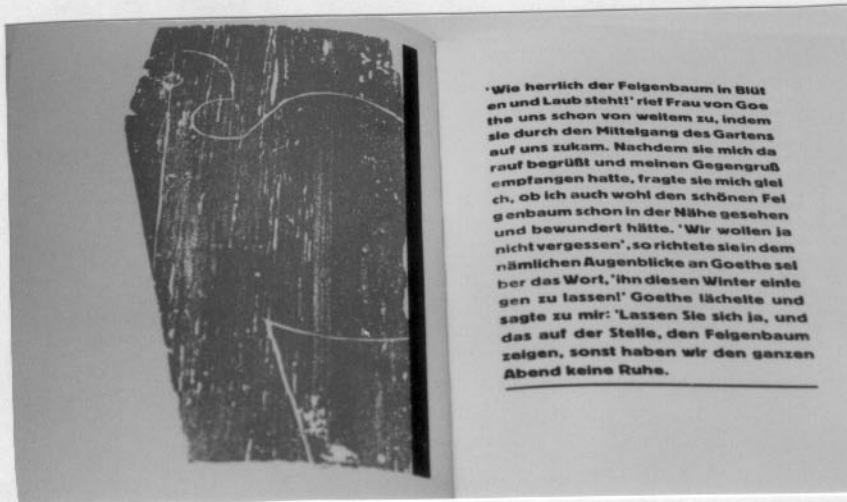 'Wie herrlich der Feigenbaum in Blüt
en und Laub steht!' rief Frau von Goe
the uns schon von weitem zu, indem
sie durch den Mittelgang des Gartens
auf uns zukam. Nachdem sie mich da
rauf begrüßt und meinen Gegengruß
empfangen hatte, fragte sie mich glei
ch, ob ich auch wohl den schönen Fei
genbaum schon in der Nähe gesehen
und bewundert hätte. 'Wir wollen ja
nicht vergessen', so richtete sie in dem
nämlichen Augenblicke an Goethe sel
ber das Wort, 'ihn diesen Winter einle
gen zu lassen!' Goethe lächelte und
sagte zu mir: 'Lassen Sie sich ja, und
das auf der Stelle, den Feigenbaum
zeigen, sonst haben wir den ganzen
Abend keine Ruhe.